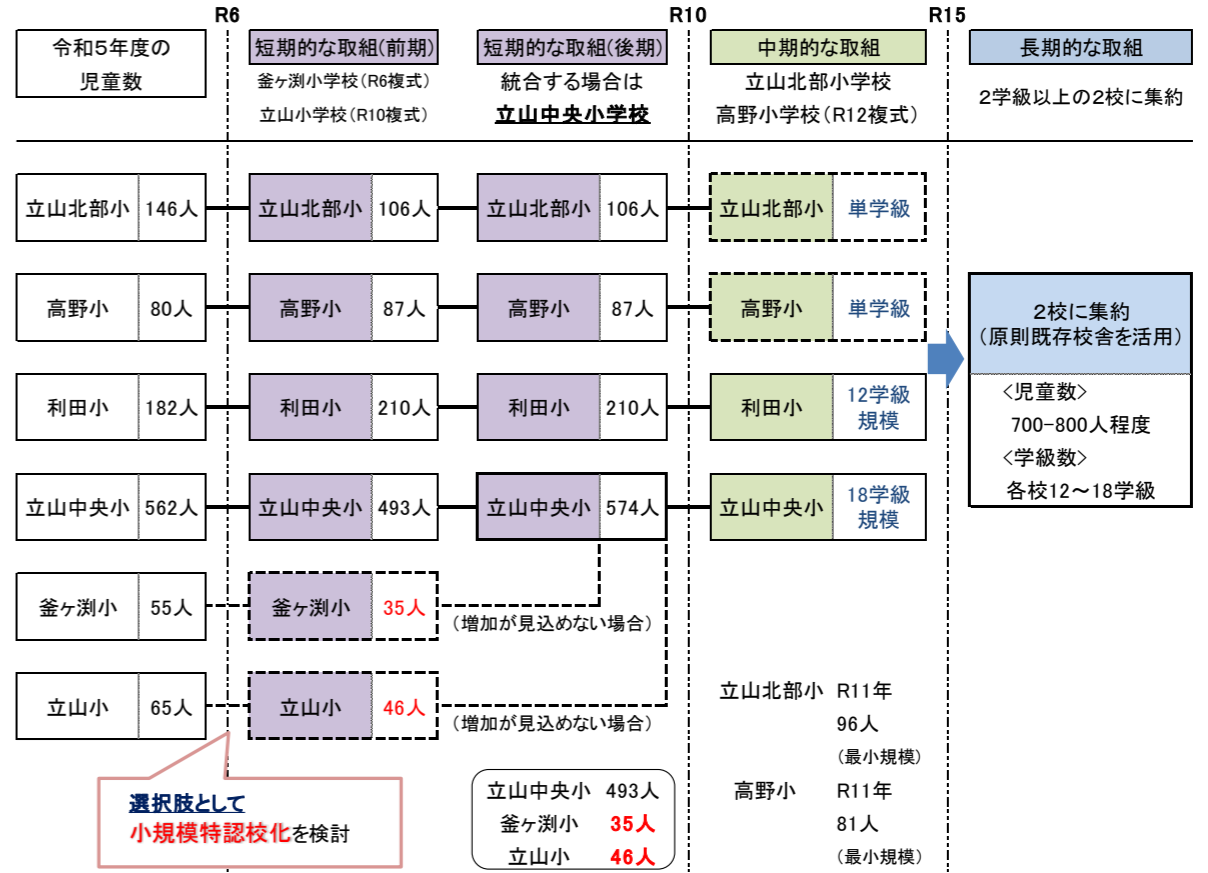 R6
R10
R15
令和５年度の
児童数
短期的な取組(前期)
釜ヶ渕小学校(R6複式)
立山小学校(R10複式)
短期的な取組(後期)
統合する場合は
立山中央小学校
中期的な取組
立山北部小学校
高野小学校(R12複式)
長期的な取組
２学級以上の２校に集約
立山北部小 146人
立山北部小 106人
立山北部小 106人
立山北部小 単学級
高野小 80人
高野小 87人
高野小 87人
高野小 単学級
利田小 182人
利田小 210人
利田小 210人
利田小
12学級
規模
立山中央小 562人
立山中央小 493人
立山中央小 574人
立山中央小
18学級
規模
２校に集約
(原則既存校舎を活用)
<児童数>
700-800人程度
<学級数>
各校12～18学級
釜ヶ渕小 55人
釜ヶ渕小 35人
(増加が見込めない場合)
立山小 65人
立山小 46人
(増加が見込めない場合)
選択肢として
小規模特認校化を検討
立山中央小 493人
釜ヶ渕小 35人
立山小 46人
立山北部小 R11年
96人
(最小規模)
高野小 R11年
81人
(最小規模)